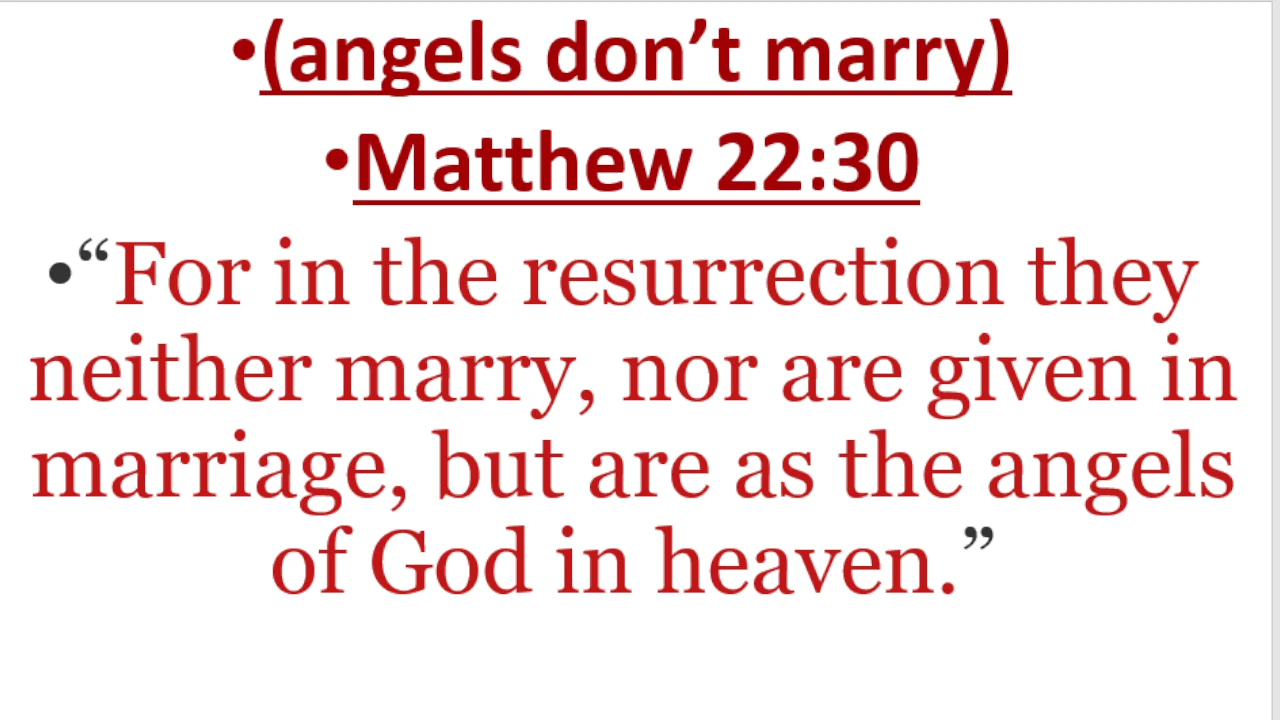 •(angels don’t marry)
•Matthew 22:30
•“For in the resurrection they
neither marry, nor are given in
marriage, but are as the angels
of God in heaven.”